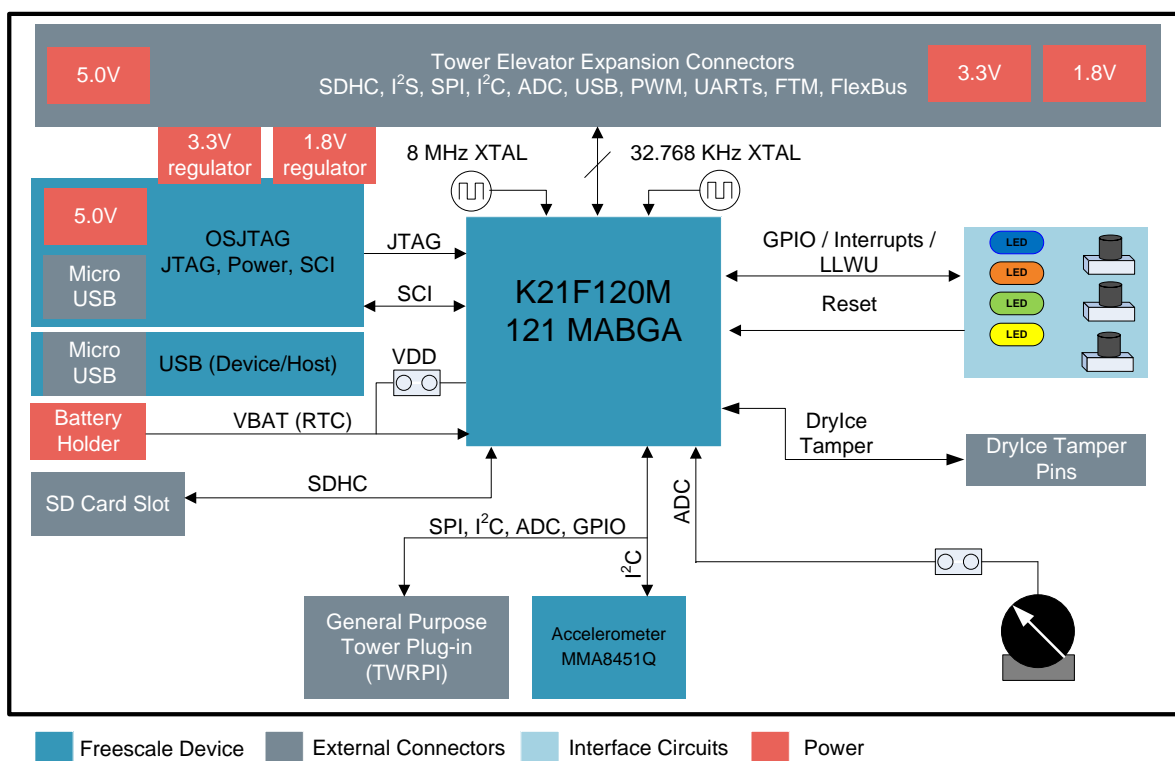 5.0V
Tower Elevator Expansion Connectors
SDHC, I²S, SPI, I²C, ADC, USB, PWM, UARTs, FTM, FlexBus
3.3V
1.8V
3.3V
regulator
1.8V
regulator
8 MHz XTAL
32.768 KHz XTAL
5.0V
OSJTAG
JTAG, Power, SCI
Micro
USB
JTAG
SCI
K21F120M
121 MABGA
GPIO / Interrupts /
LLWU
Reset
LED
LED
LED
LED
Micro
USB
USB (Device/Host)
VDD
Battery
Holder
VBAT (RTC)
DryIce
Tamper
DryIce Tamper
Pins
SD Card Slot
SDHC
ADC
SPI, I²C, ADC, GPIO
I²C
General Purpose
Tower Plug-in
(TWRPI)
Accelerometer
MMA8451Q
Freescale Device
External Connectors
Interface Circuits
Power